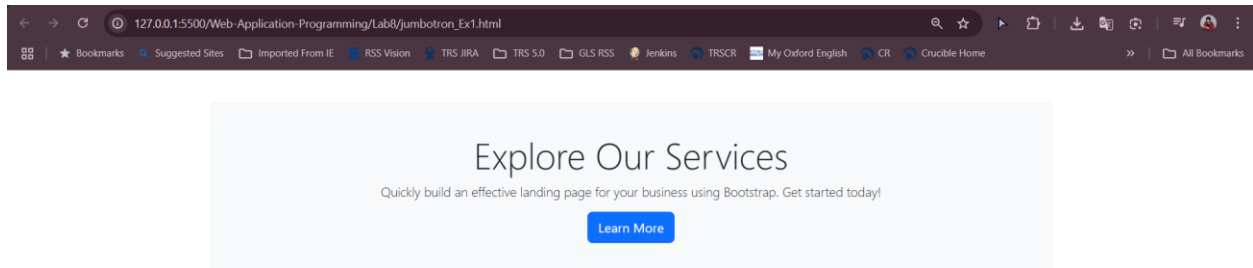 127.0.0.1:5500/Web-Application-Programming/Lab8/jumbotron_Ex1.html
Bookmarks Suggested Sites Imported From IE RSS Vision TRS JIRA TRS 5.0 GLS RSS Jenkins TRSCR My Oxford English CR Crucible Home » All Bookmarks
Explore Our Services
Quickly build an effective landing page for your business using Bootstrap. Get started today!
Learn More